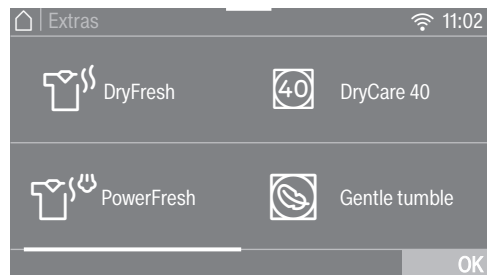 Extras 11:02
DryFresh
40 DryCare 40
PowerFresh
Gentle tumble
OK